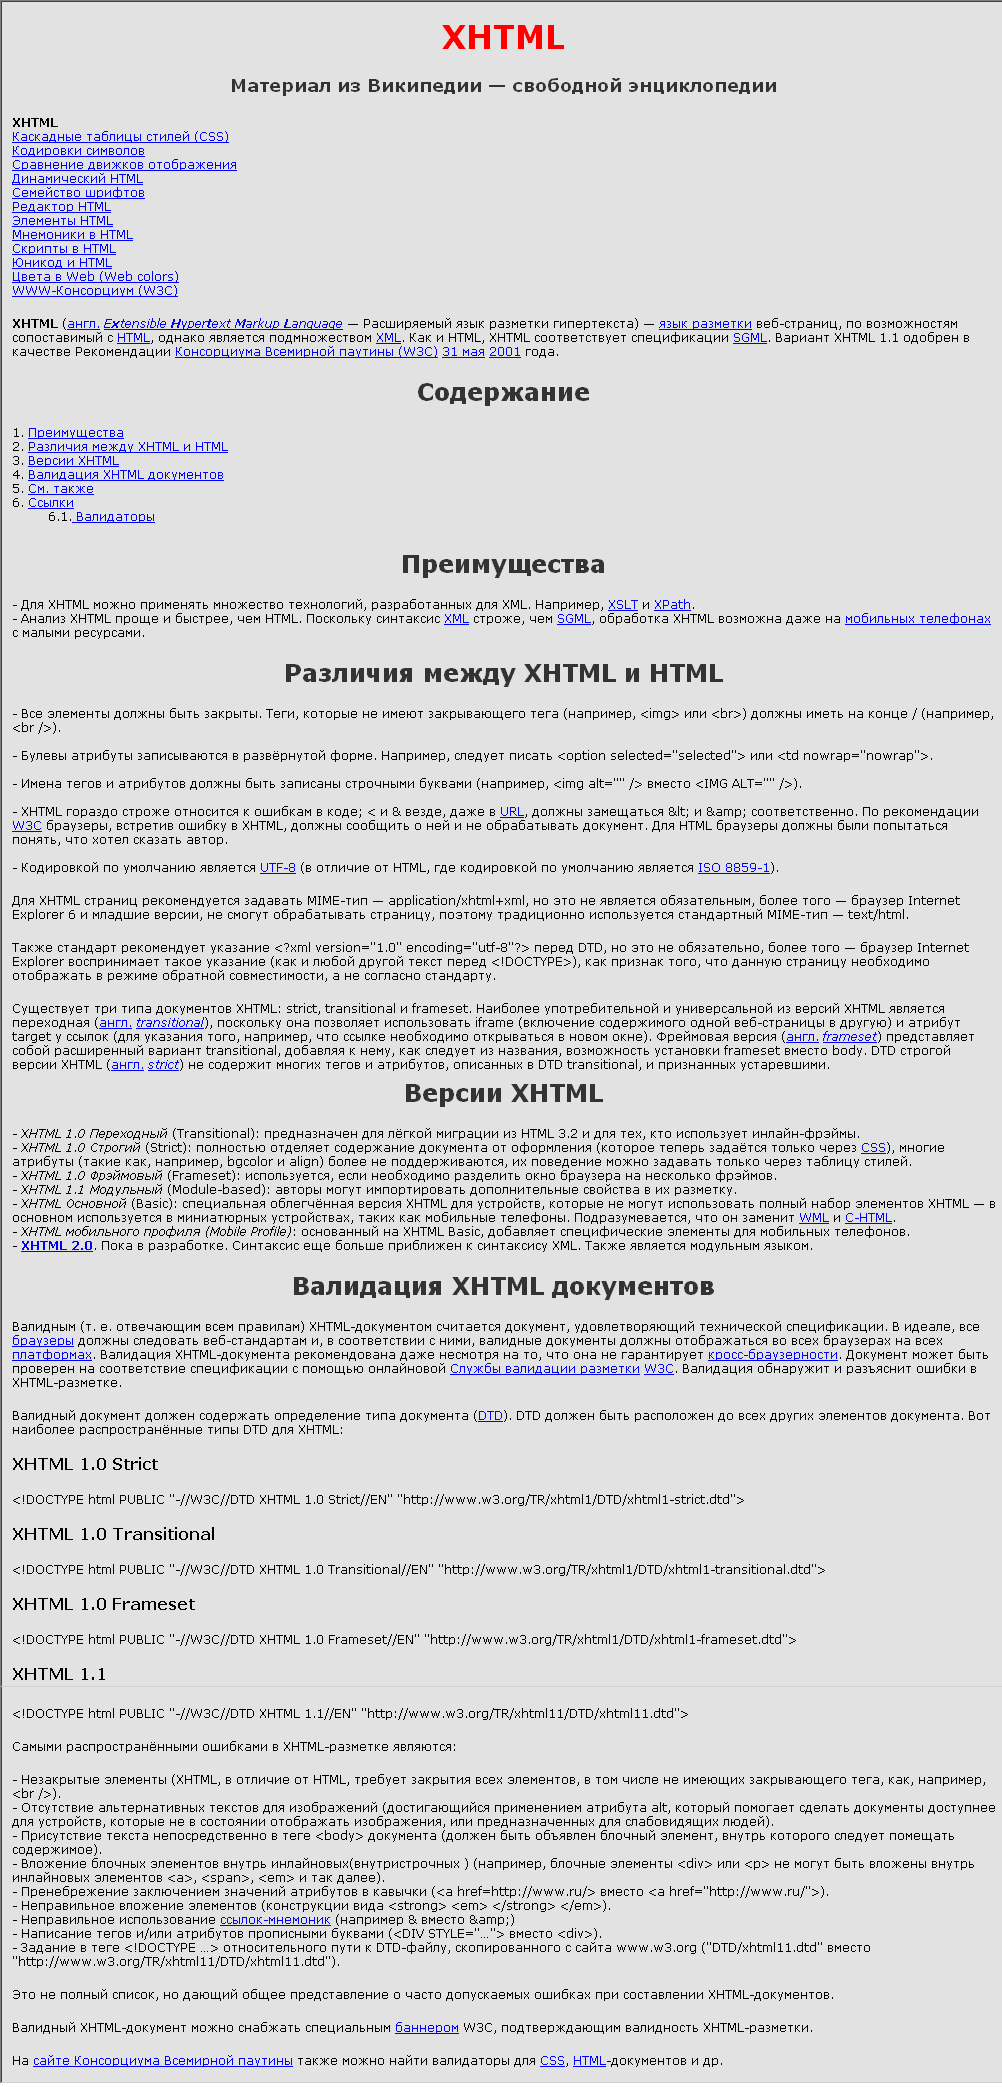 XHTML
Материал из Википедии — свободной энциклопедии
XHTML
Каскадные таблицы стилей (CSS)
Кодировки символов
Сравнение движков отображения
Динамический HTML
Семейство шрифтов
Редактор HTML
Элементы HTML
Мнемоники в HTML
Скрипты в HTML
Юникод и HTML
Цвета в Web (Web colors)
WWW-Консорциум (W3C)
XHTML (англ. Extensible Hypertext Markup Language — Расширяемый язык разметки гипертекста) — язык разметки веб-страниц, по возможностям
сопоставимый с HTML, однако является подмножеством XML. Как и HTML, XHTML соответствует спецификации SGML. Вариант XHTML 1.1 одобрен в
качестве Рекомендации Консорциума Всемирной паутины (W3C) 31 мая 2001 года.
Содержание
1. Преимущества
2. Различия между XHTML и HTML
3. Версии XHTML
4. Валидация XHTML документов
5. См. также
6. Ссылки
6.1. Валидаторы
Преимущества
- Для XHTML можно применять множество технологий, разработанных для XML. Например, XSLT и XPath.
- Анализ XHTML проще и быстрее, чем HTML. Поскольку синтаксис XML строже, чем SGML, обработка XHTML возможна даже на мобильных телефонах
с малыми ресурсами.
Различия между XHTML и HTML
- Все элементы должны быть закрыты. Теги, которые не имеют закрывающего тега (например, <img> или <br>) должны иметь на конце / (например,
<br />).
- Булевы атрибуты записываются в развёрнутой форме. Например, следует писать <option selected="selected"> или <td nowrap="nowrap">.
- Имена тегов и атрибутов должны быть записаны строчными буквами (например, <img alt="" /> вместо <IMG ALT="" />).
- XHTML гораздо строже относится к ошибкам в коде; < и & везде, даже в URL, должны замещаться &lt; и &amp; соответственно. По рекомендации
W3C браузеры, встретив ошибку в XHTML, должны сообщить о ней и не обрабатывать документ. Для HTML браузеры должны были попытаться
понять, что хотел сказать автор.
- Кодировкой по умолчанию является UTF-8 (в отличие от HTML, где кодировкой по умолчанию является ISO 8859-1).
Для XHTML страниц рекомендуется задавать MIME-тип — application/xhtml+xml, но это не является обязательным, более того — браузер Internet
Explorer 6 и младшие версии, не смогут обрабатывать страницу, поэтому традиционно используется стандартный MIME-тип — text/html.
Также стандарт рекомендует указание <?xml version="1.0" encoding="utf-8"?> перед DTD, но это не обязательно, более того — браузер Internet
Explorer воспринимает такое указание (как и любой другой текст перед <!DOCTYPE>), как признак того, что данную страницу необходимо
отображать в режиме обратной совместимости, а не согласно стандарту.
Существует три типа документов XHTML: strict, transitional и frameset. Наиболее употребительной и универсальной из версий XHTML является
переходная (англ. transitional), поскольку она позволяет использовать iframe (включение содержимого одной веб-страницы в другую) и атрибут
target у ссылок (для указания того, например, что ссылке необходимо открываться в новом окне). Фреймовая версия (англ. frameset) представляет
собой расширенный вариант transitional, добавляя к нему, как следует из названия, возможность установки frameset вместо body. DTD строгой
версии XHTML (англ. strict) не содержит многих тегов и атрибутов, описанных в DTD transitional, и признанных устаревшими.
Версии XHTML
- XHTML 1.0 Переходный (Transitional): предназначен для лёгкой миграции из HTML 3.2 и для тех, кто использует инлайн-фрэймы.
- XHTML 1.0 Строгий (Strict): полностью отделяет содержание документа от оформления (которое теперь задаётся только через CSS), многие
атрибуты (такие как, например, bgcolor и align) более не поддерживаются, их поведение можно задавать только через таблицу стилей.
- XHTML 1.0 Фрэймовый (Frameset): используется, если необходимо разделить окно браузера на несколько фрэймов.
- XHTML 1.1 Модульный (Module-based): авторы могут импортировать дополнительные свойства в их разметку.
- XHTML Основной (Basic): специальная облегчённая версия XHTML для устройств, которые не могут использовать полный набор элементов XHTML — в
основном используется в миниатюрных устройствах, таких как мобильные телефоны. Подразумевается, что он заменит WML и C-HTML.
- XHTML мобильного профиля (Mobile Profile): основанный на XHTML Basic, добавляет специфические элементы для мобильных телефонов.
- XHTML 2.0. Пока в разработке. Синтаксис еще больше приближен к синтаксису XML. Также является модульным языком.
Валидация XHTML документов
Валидным (т. е. отвечающим всем правилам) XHTML-документом считается документ, удовлетворяющий технической спецификации. В идеале, все
браузеры должны следовать веб-стандартам и, в соответствии с ними, валидные документы должны отображаться во всех браузерах на всех
платформах. Валидация XHTML-документа рекомендована даже несмотря на то, что она не гарантирует кросс-браузерности. Документ может быть
проверен на соответствие спецификации с помощью онлайновой Службы валидации разметки W3C. Валидация обнаружит и разъяснит ошибки в
XHTML-разметке.
Валидный документ должен содержать определение типа документа (DTD). DTD должен быть расположен до всех других элементов документа. Вот
наиболее распространённые типы DTD для XHTML:
XHTML 1.0 Strict
<!DOCTYPE html PUBLIC "-//W3C//DTD XHTML 1.0 Strict//EN" "http://www.w3.org/TR/xhtml1/DTD/xhtml1-strict.dtd">
XHTML 1.0 Transitional
<!DOCTYPE html PUBLIC "-//W3C//DTD XHTML 1.0 Transitional//EN" "http://www.w3.org/TR/xhtml1/DTD/xhtml1-transitional.dtd">
XHTML 1.0 Frameset
<!DOCTYPE html PUBLIC "-//W3C//DTD XHTML 1.0 Frameset//EN" "http://www.w3.org/TR/xhtml1/DTD/xhtml1-frameset.dtd">
XHTML 1.1
<!DOCTYPE html PUBLIC "-//W3C//DTD XHTML 1.1//EN" "http://www.w3.org/TR/xhtml11/DTD/xhtml11.dtd">
Самыми распространёнными ошибками в XHTML-разметке являются:
- Незакрытые элементы (XHTML, в отличие от HTML, требует закрытия всех элементов, в том числе не имеющих закрывающего тега, как, например,
<br />).
- Отсутствие альтернативных текстов для изображений (достигающийся применением атрибута alt, который помогает сделать документы доступнее
для устройств, которые не в состоянии отображать изображения, или предназначенных для слабовидящих людей).
- Присутствие текста непосредственно в теге <body> документа (должен быть объявлен блочный элемент, внутрь которого следует помещать
содержимое).
- Вложение блочных элементов внутрь инлайновых(внутристрочных ) (например, блочные элементы <div> или <p> не могут быть вложены внутрь
инлайновых элементов <a>, <span>, <em> и так далее).
- Пренебрежение заключением значений атрибутов в кавычки (<a href=http://www.ru/> вместо <a href="http://www.ru/">).
- Неправильное вложение элементов (конструкции вида <strong> <em> </strong> </em>).
- Неправильное использование ссылок-мнемоник (например & вместо &amp;)
- Написание тегов и/или атрибутов прописными буквами (<DIV STYLE="..."> вместо <div>).
- Задание в теге <!DOCTYPE ...> относительного пути к DTD-файлу, скопированного с сайта www.w3.org ("DTD/xhtml11.dtd" вместо
"http://www.w3.org/TR/xhtml11/DTD/xhtml11.dtd").
Это не полный список, но дающий общее представление о часто допускаемых ошибках при составлении XHTML-документов.
Валидный XHTML-документ можно снабжать специальным баннером W3C, подтверждающим валидность XHTML-разметки.
На сайте Консорциума Всемирной паутины также можно найти валидаторы для CSS, HTML-документов и др.